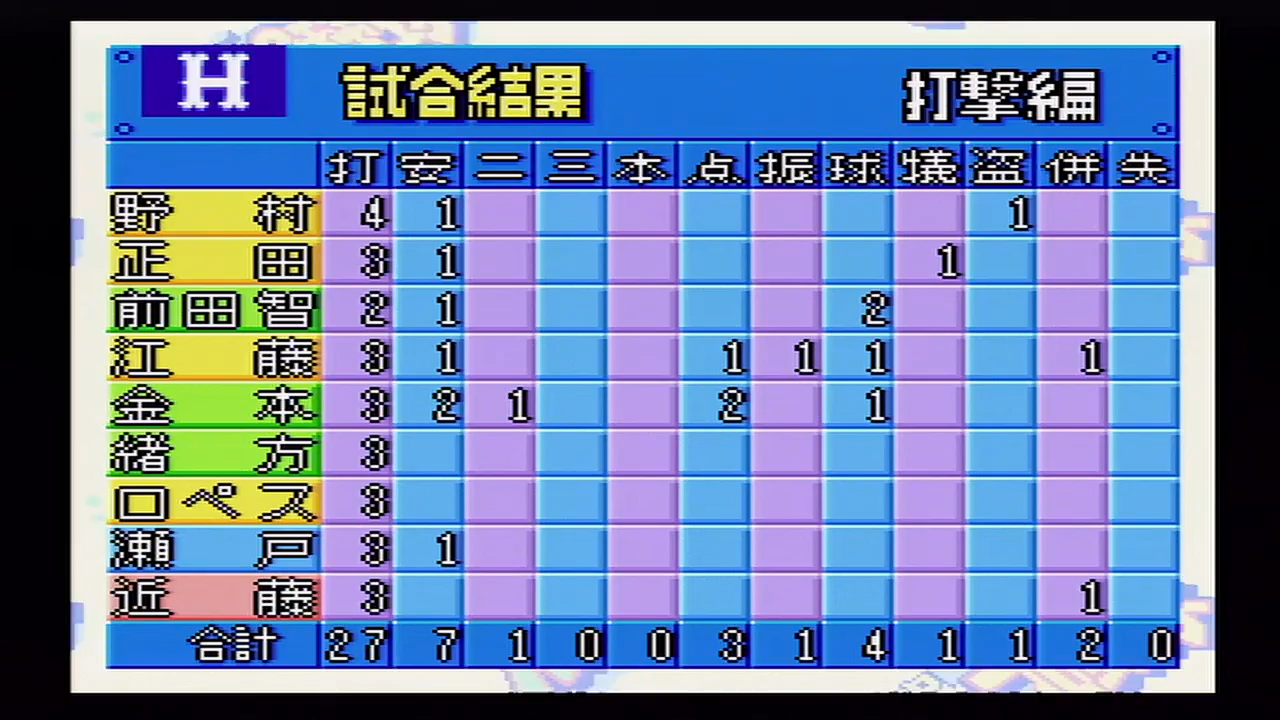 H 試合結果 打撃編
打 安 二 三 本 点 振 球 犠 盗 併 失
野村 4 1 1
正田 3 1 1
前田智 2 1 2
江藤 3 1 1 1 1 1
金本 3 2 1 2 1
緒方 3
ロペス 3
瀬戸 3 1
近藤 3 1
合計 27 7 1 0 0 3 1 4 1 1 2 0